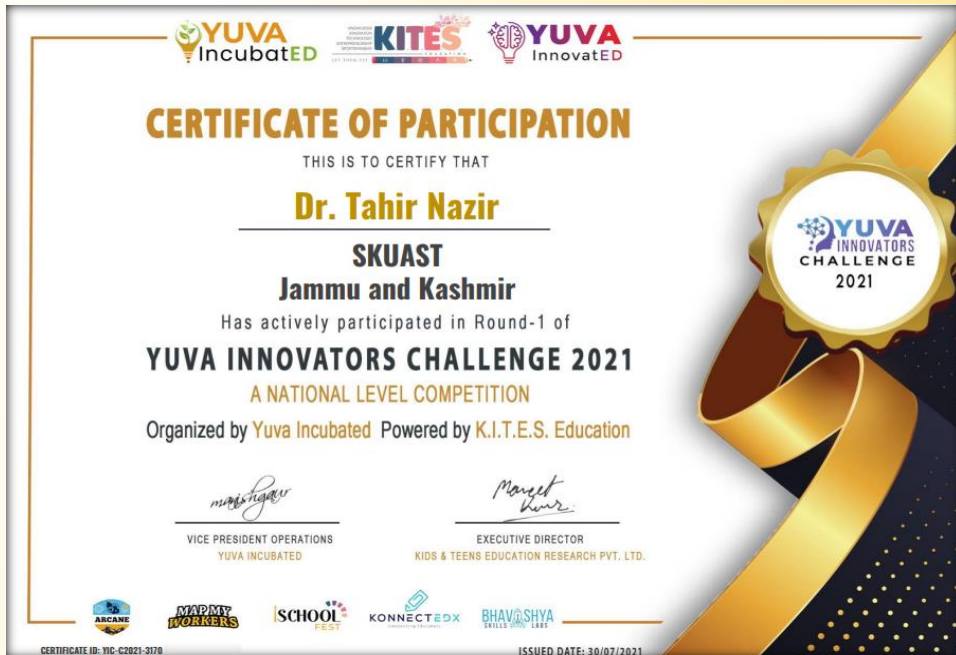 YUVA
IncubatED
KITES
YUVA
InnovatED
CERTIFICATE OF PARTICIPATION
THIS IS TO CERTIFY THAT
Dr. Tahir Nazir
SKUAST
Jammu and Kashmir
Has actively participated in Round-1 of
YUVA INNOVATORS CHALLENGE 2021
A NATIONAL LEVEL COMPETITION
Organized by Yuva Incubated Powered by K.I.T.E.S. Education
YUVA
INNOVATORS
CHALLENGE
2021
manishgaur
VICE PRESIDENT OPERATIONS
YUVA INCUBATED
EXECUTIVE DIRECTOR
KIDS & TEENS EDUCATION RESEARCH PVT. LTD.
ARCANE
MAP MY
WORKERS
SCHOOL
FEST
KONNECTEDX
BHAVISHYA
SKILLS LABS
CERTIFICATE ID: YIC-C2021-3170
ISSUED DATE: 30/07/2021